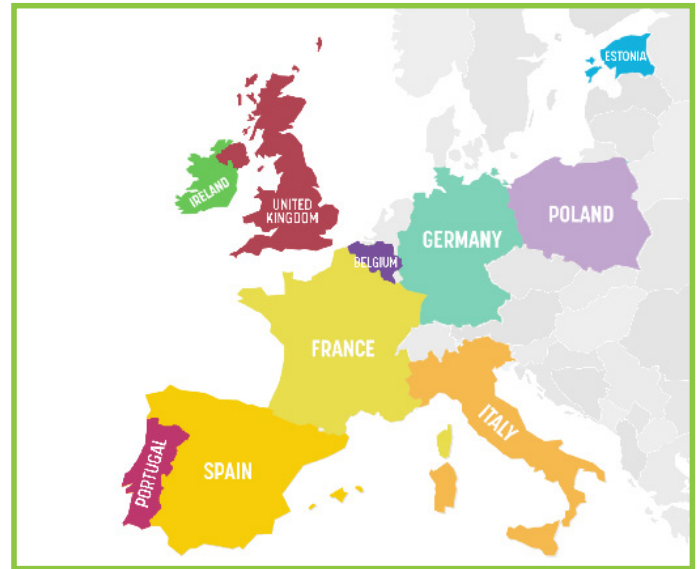 ESTONIA
IRELAND
UNITED
KINGDOM
POLAND
GERMANY
BELGIUM
FRANCE
ITALY
PORTUGAL
SPAIN